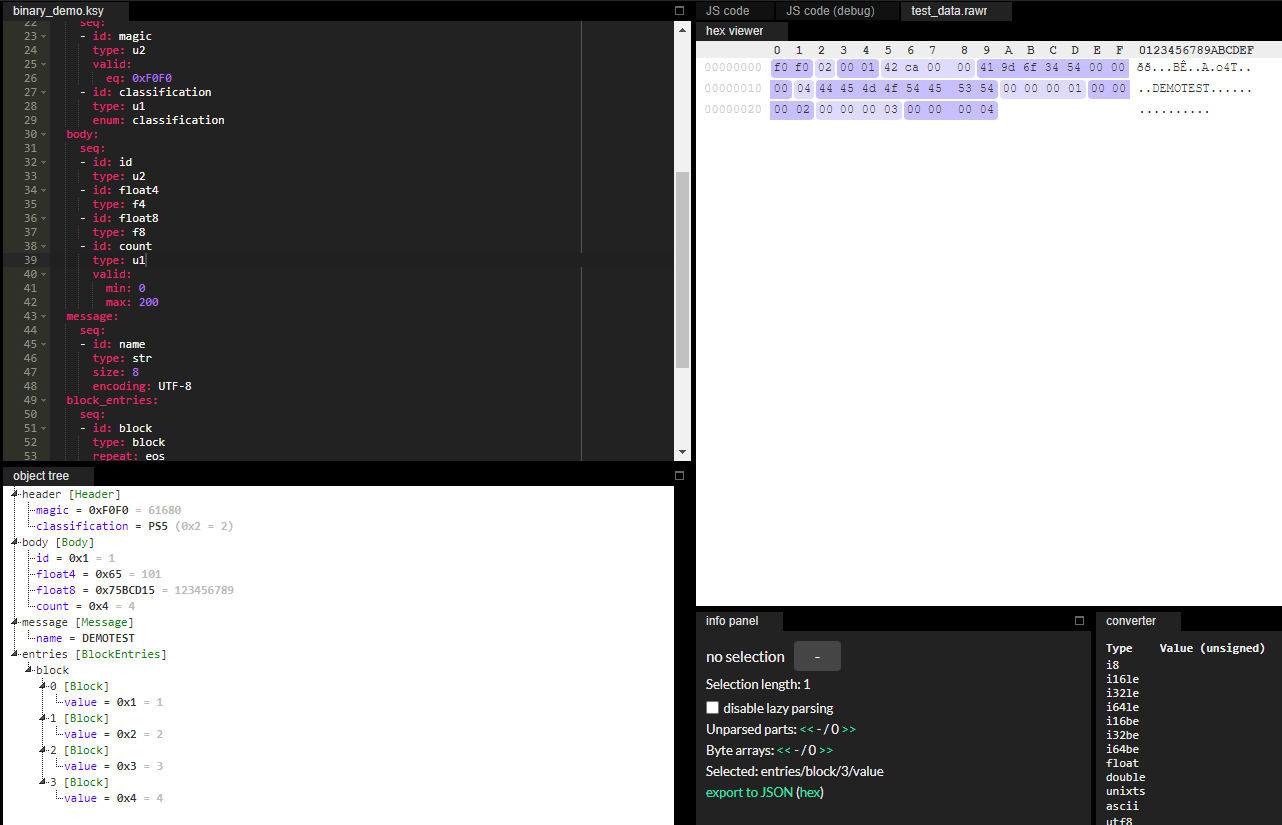 binary_demo.ksy
22 seq:
23 - id: magic
24 type: u2
25 valid:
26 eq: 0xF0F0
27 - id: classification
28 type: u1
29 enum: classification
30 body:
31 seq:
32 - id: id
33 type: u2
34 - id: float4
35 type: f4
36 - id: float8
37 type: f8
38 - id: count
39 type: u1
40 valid:
41 min: 0
42 max: 200
43 message:
44 seq:
45 - id: name
46 type: str
47 size: 8
48 encoding: UTF-8
49 block_entries:
50 seq:
51 - id: block
52 type: block
53 repeat: eos
object tree
header [Header]
magic = 0xF0F0 = 61680
classification = PS5 (0x2 = 2)
body [Body]
id = 0x1 = 1
float4 = 0x65 = 101
float8 = 0x75BCD15 = 123456789
count = 0x4 = 4
message [Message]
name = DEMOTEST
entries [BlockEntries]
block
0 [Block]
value = 0x1 = 1
1 [Block]
value = 0x2 = 2
2 [Block]
value = 0x3 = 3
3 [Block]
value = 0x4 = 4
JS code JS code (debug) test_data.rawr
hex viewer
0 1 2 3 4 5 6 7 8 9 A B C D E F 0123456789ABCDEF
00000000 f0 f0 02 00 01 42 ca 00 00 41 9d 6f 34 54 00 00 ðð...BÊ..A.o4T..
00000010 00 04 44 45 4d 4f 54 45 53 54 00 00 00 01 00 00 ..DEMOTEST......
00000020 00 02 00 00 00 03 00 00 00 04 ..........
info panel
no selection -
Selection length: 1
disable lazy parsing
Unparsed parts: << - / 0 >>
Byte arrays: << - / 0 >>
Selected: entries/block/3/value
export to JSON (hex)
converter
Type Value (unsigned)
i8
i16le
i32le
i64le
i16be
i32be
i64be
float
double
unixts
ascii
utf8